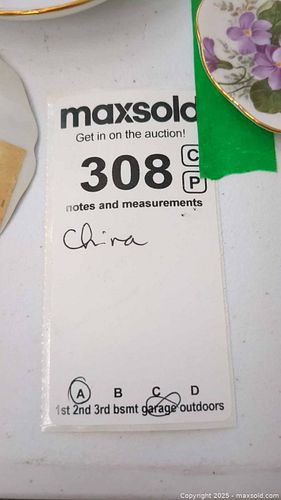 maxsold
Get in on the auction!
308 C
P
notes and measurements
China
A B C D
1st 2nd 3rd bsmt garage outdoors
Copyright 2025 - maxsold.com